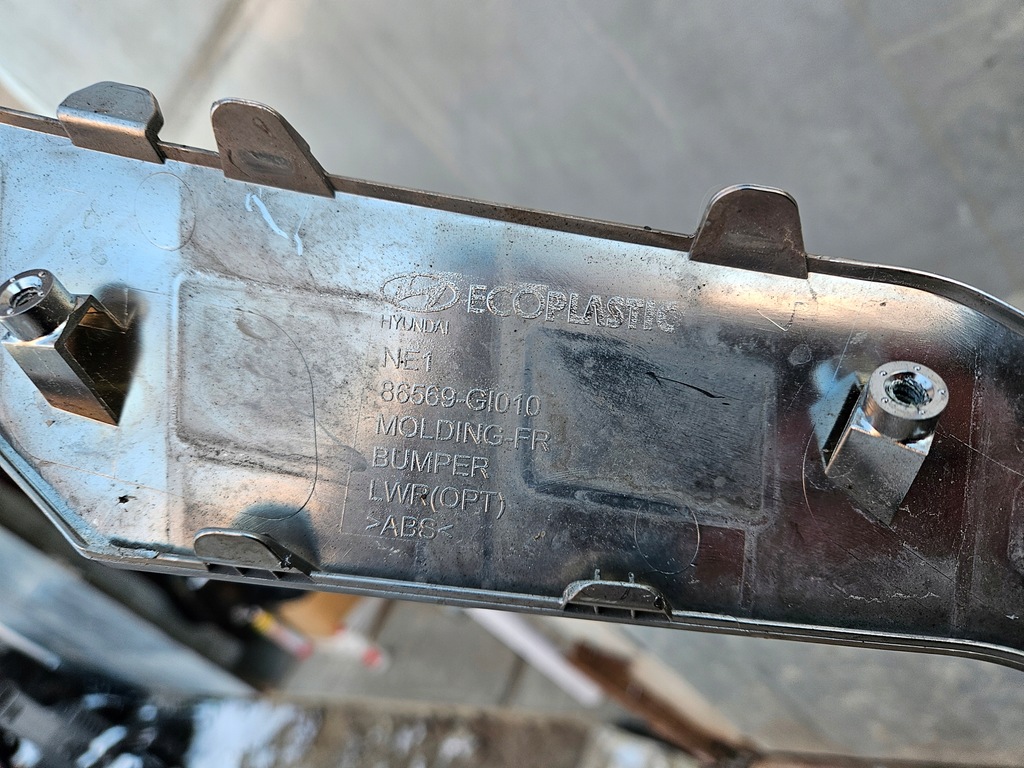 ECOPLASTIC
HYUNDAI
NE1
86569-GI010
MOLDING-FR
BUMPER
LWR(OPT)
>ABS<